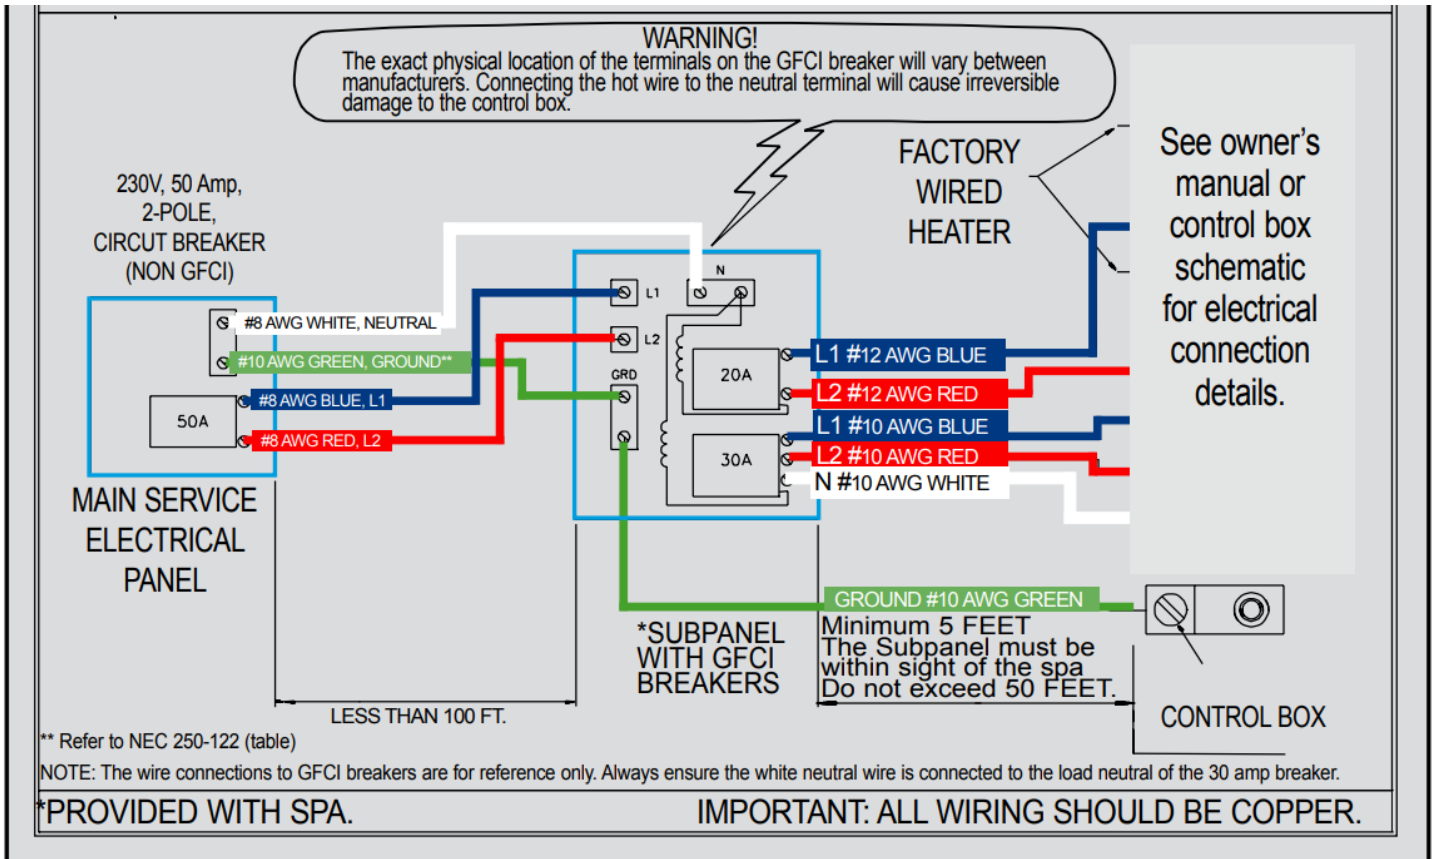 WARNING!
The exact physical location of the terminals on the GFCI breaker will vary between
manufacturers. Connecting the hot wire to the neutral terminal will cause irreversible
damage to the control box.
FACTORY
WIRED
HEATER
See owner's
manual or
control box
schematic
for electrical
connection
details.
230V, 50 Amp,
2-POLE,
CIRCUT BREAKER
(NON GFCI)
#8 AWG WHITE, NEUTRAL
#10 AWG GREEN, GROUND**
#8 AWG BLUE, L1
#8 AWG RED, L2
50A
MAIN SERVICE
ELECTRICAL
PANEL
N
L1
L2
GRD
20A
30A
L1 #12 AWG BLUE
L2 #12 AWG RED
L1 #10 AWG BLUE
L2 #10 AWG RED
N #10 AWG WHITE
GROUND #10 AWG GREEN
*SUBPANEL
WITH GFCI
BREAKERS
Minimum 5 FEET
The Subpanel must be
within sight of the spa
Do not exceed 50 FEET.
LESS THAN 100 FT.
CONTROL BOX
** Refer to NEC 250-122 (table)
NOTE: The wire connections to GFCI breakers are for reference only. Always ensure the white neutral wire is connected to the load neutral of the 30 amp breaker.
*PROVIDED WITH SPA.
IMPORTANT: ALL WIRING SHOULD BE COPPER.